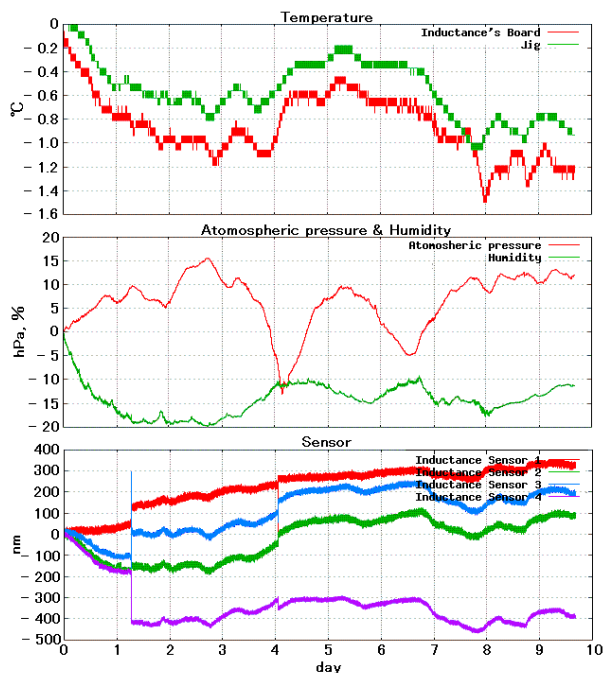 Temperature
0
-0.2
-0.4
-0.6
-0.8
-1.0
-1.2
-1.4
-1.6
℃
Inductance's Board
Jig
Atomospheric pressure & Humidity
20
15
10
5
0
-5
-10
-15
-20
hPa, %
Atomosheric pressure
Humidity
Sensor
400
300
200
100
0
-100
-200
-300
-400
-500
nm
Inductance Sensor 1
Inductance Sensor 2
Inductance Sensor 3
Inductance Sensor 4
0 1 2 3 4 5 6 7 8 9 10
day